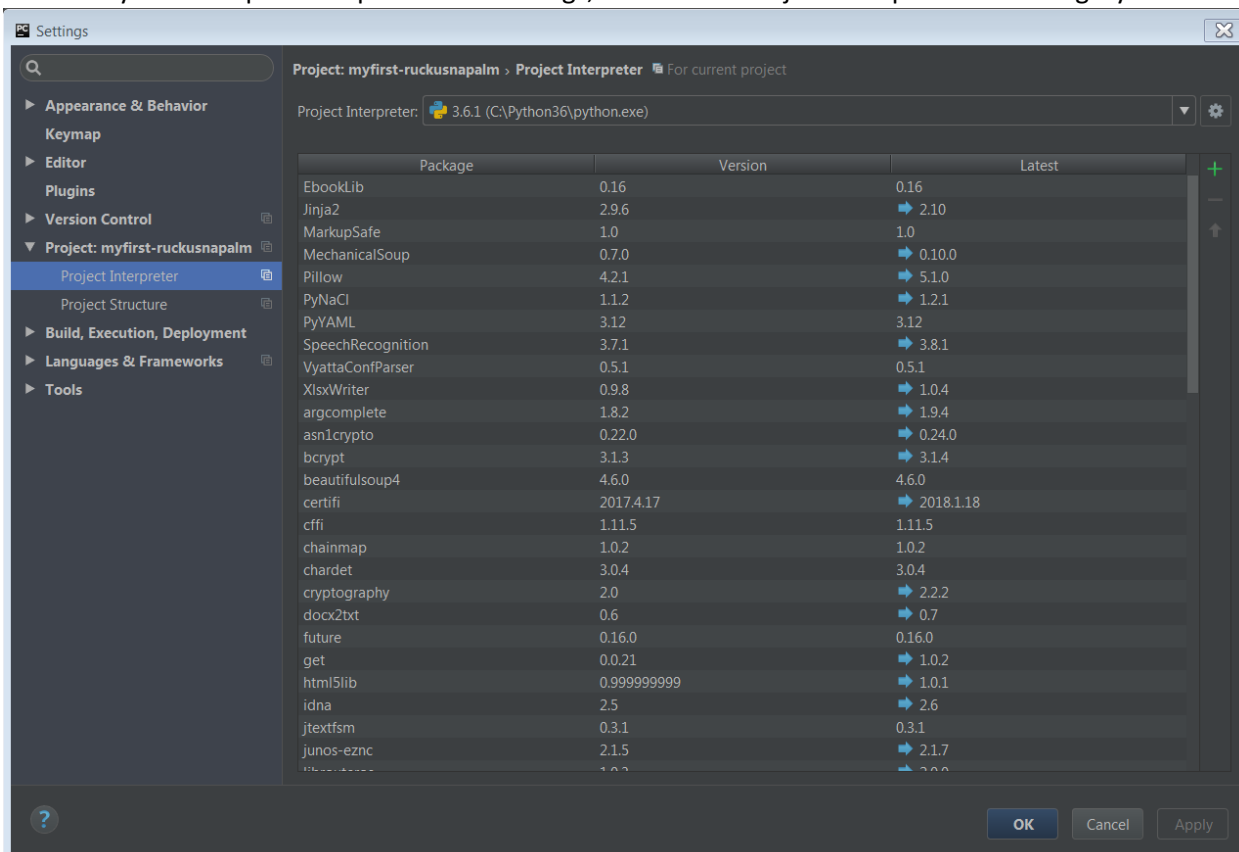 Settings
Project: myfirst-ruckusnapalm › Project Interpreter For current project
Appearance & Behavior
Keymap
Editor
Plugins
Version Control
Project: myfirst-ruckusnapalm
Project Interpreter
Project Structure
Build, Execution, Deployment
Languages & Frameworks
Tools
Project Interpreter: 3.6.1 (C:\Python36\python.exe)
Package Version Latest
EbookLib 0.16 0.16
Jinja2 2.9.6 2.10
MarkupSafe 1.0 1.0
MechanicalSoup 0.7.0 0.10.0
Pillow 4.2.1 5.1.0
PyNaCl 1.1.2 1.2.1
PyYAML 3.12 3.12
SpeechRecognition 3.7.1 3.8.1
VyattaConfParser 0.5.1 0.5.1
XlsxWriter 0.9.8 1.0.4
argcomplete 1.8.2 1.9.4
asn1crypto 0.22.0 0.24.0
bcrypt 3.1.3 3.1.4
beautifulsoup4 4.6.0 4.6.0
certifi 2017.4.17 2018.1.18
cffi 1.11.5 1.11.5
chainmap 1.0.2 1.0.2
chardet 3.0.4 3.0.4
cryptography 2.0 2.2.2
docx2txt 0.6 0.7
future 0.16.0 0.16.0
get 0.0.21 1.0.2
html5lib 0.999999999 1.0.1
idna 2.5 2.6
jtextfsm 0.3.1 0.3.1
junos-eznc 2.1.5 2.1.7
OK Cancel Apply